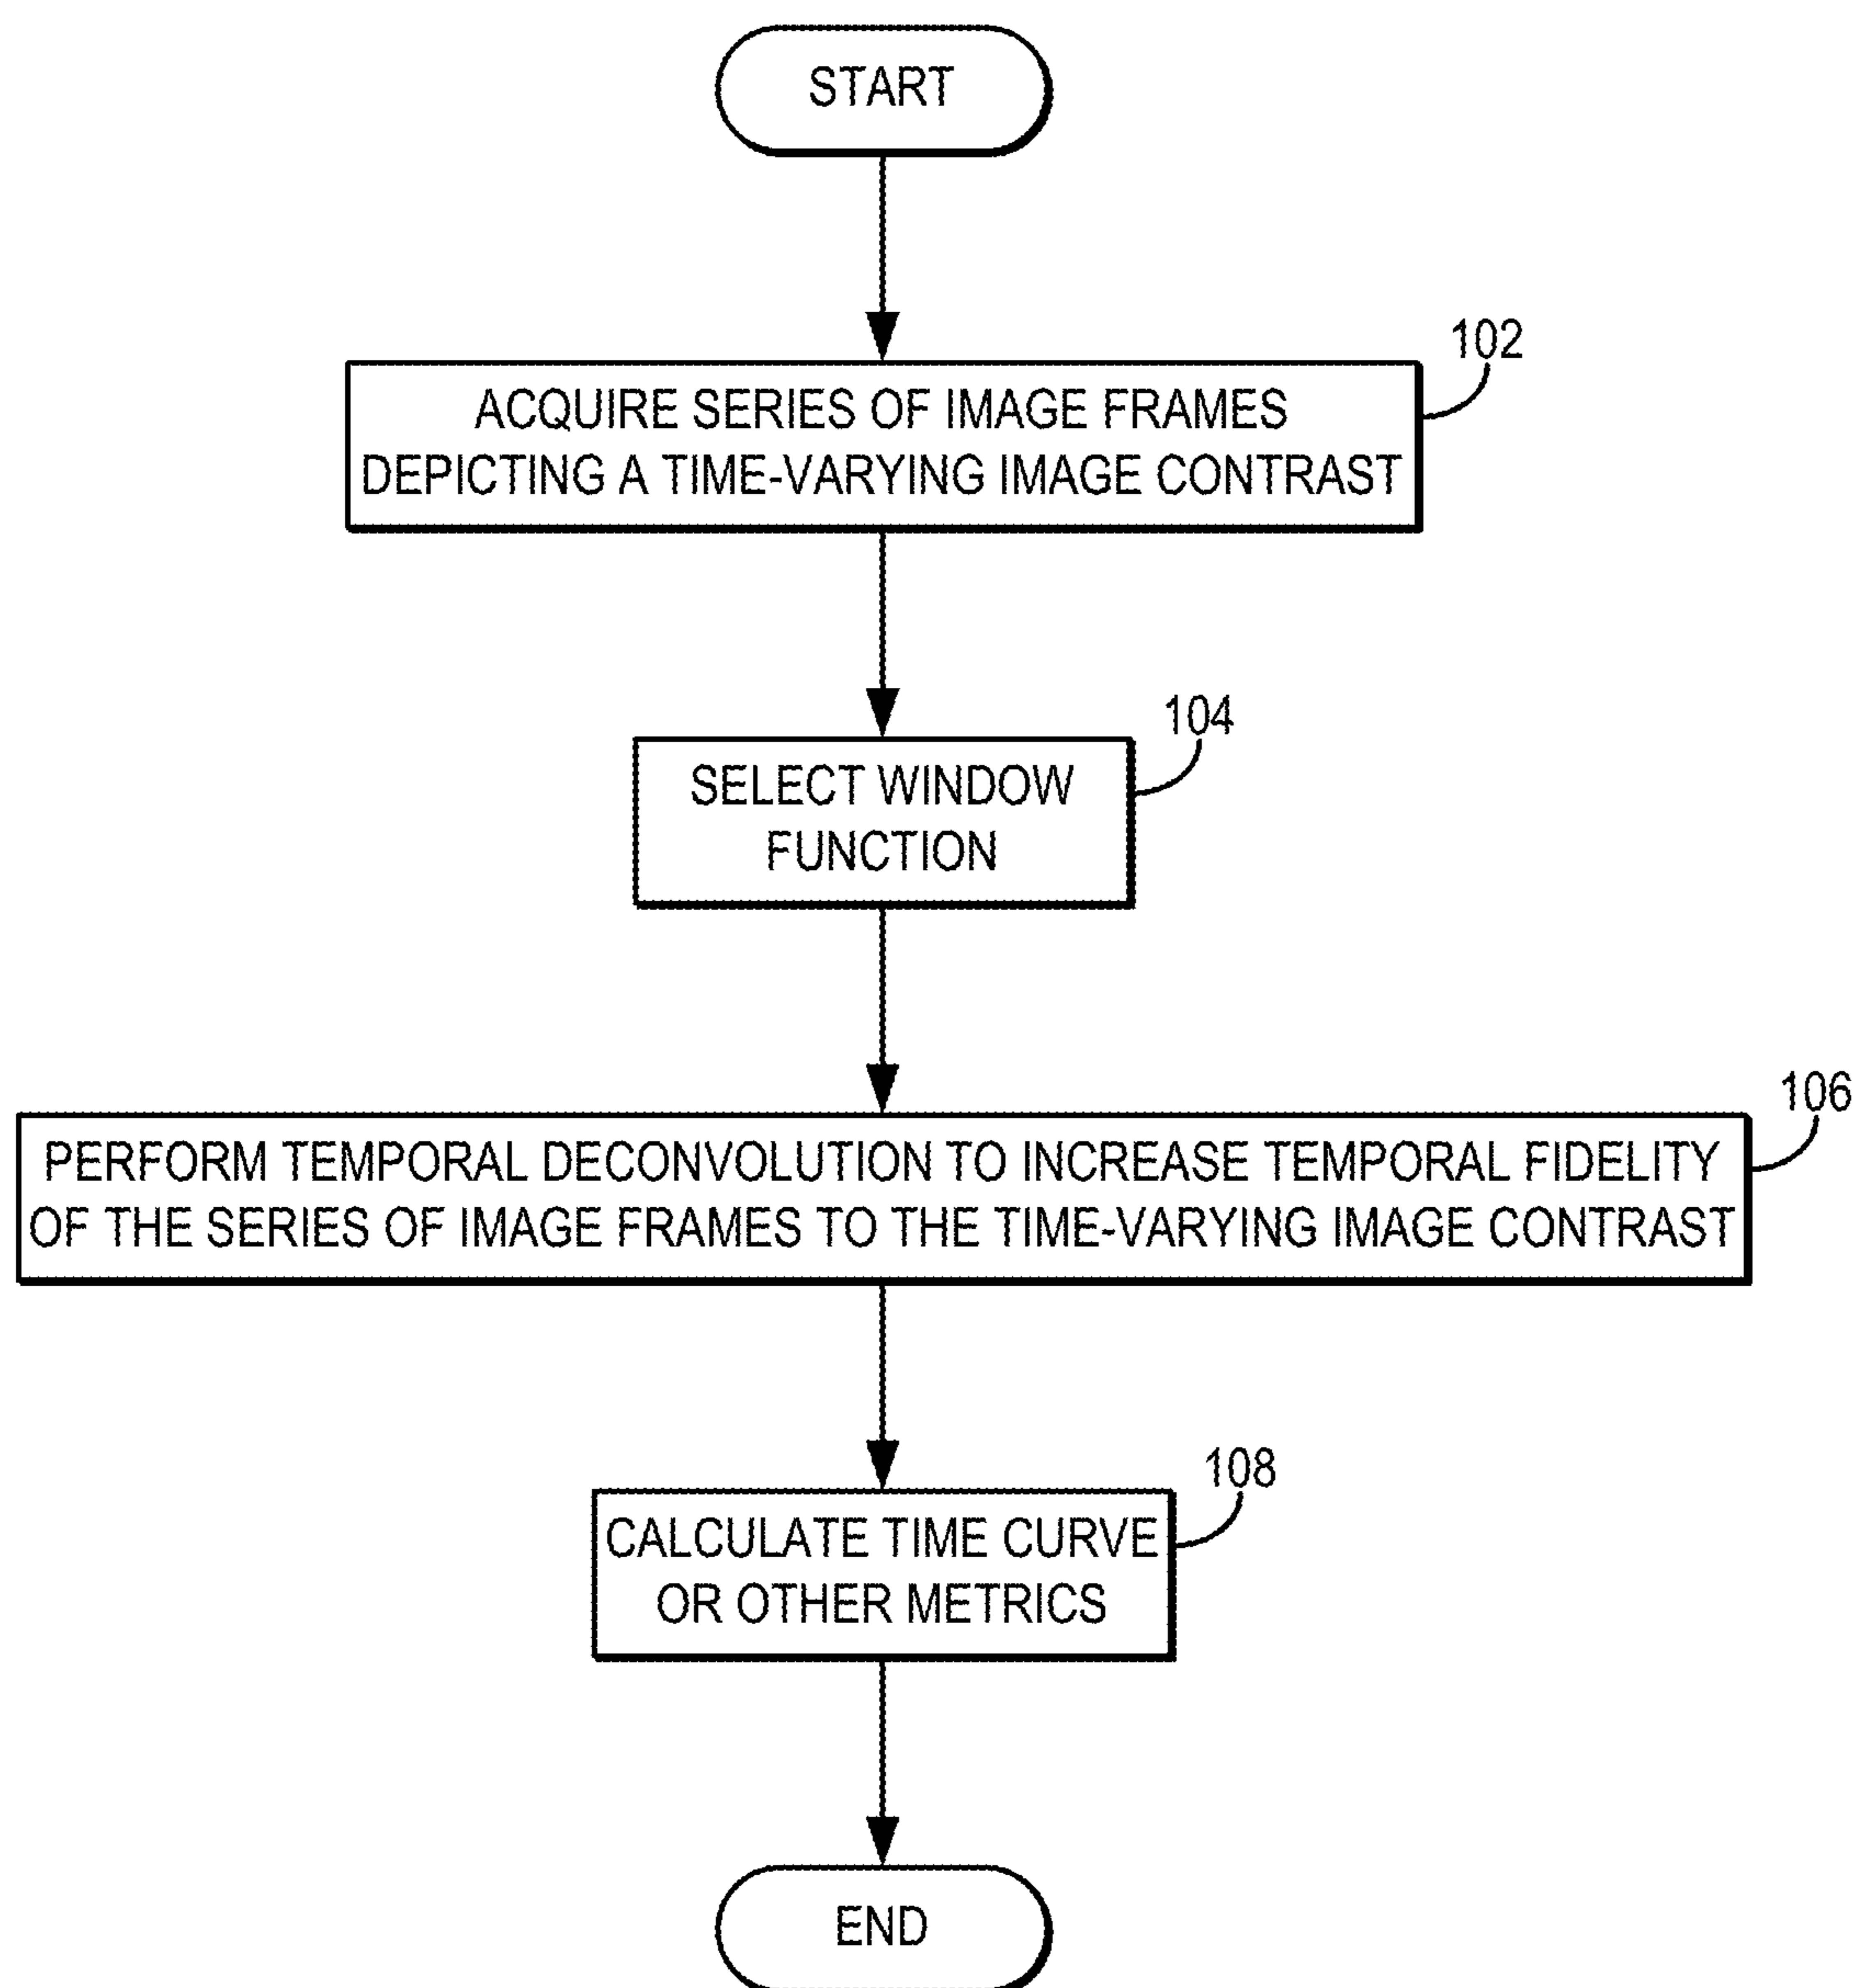 START
102
ACQUIRE SERIES OF IMAGE FRAMES
DEPICTING A TIME-VARYING IMAGE CONTRAST
104
SELECT WINDOW
FUNCTION
106
PERFORM TEMPORAL DECONVOLUTION TO INCREASE TEMPORAL FIDELITY
OF THE SERIES OF IMAGE FRAMES TO THE TIME-VARYING IMAGE CONTRAST
108
CALCULATE TIME CURVE
OR OTHER METRICS
END